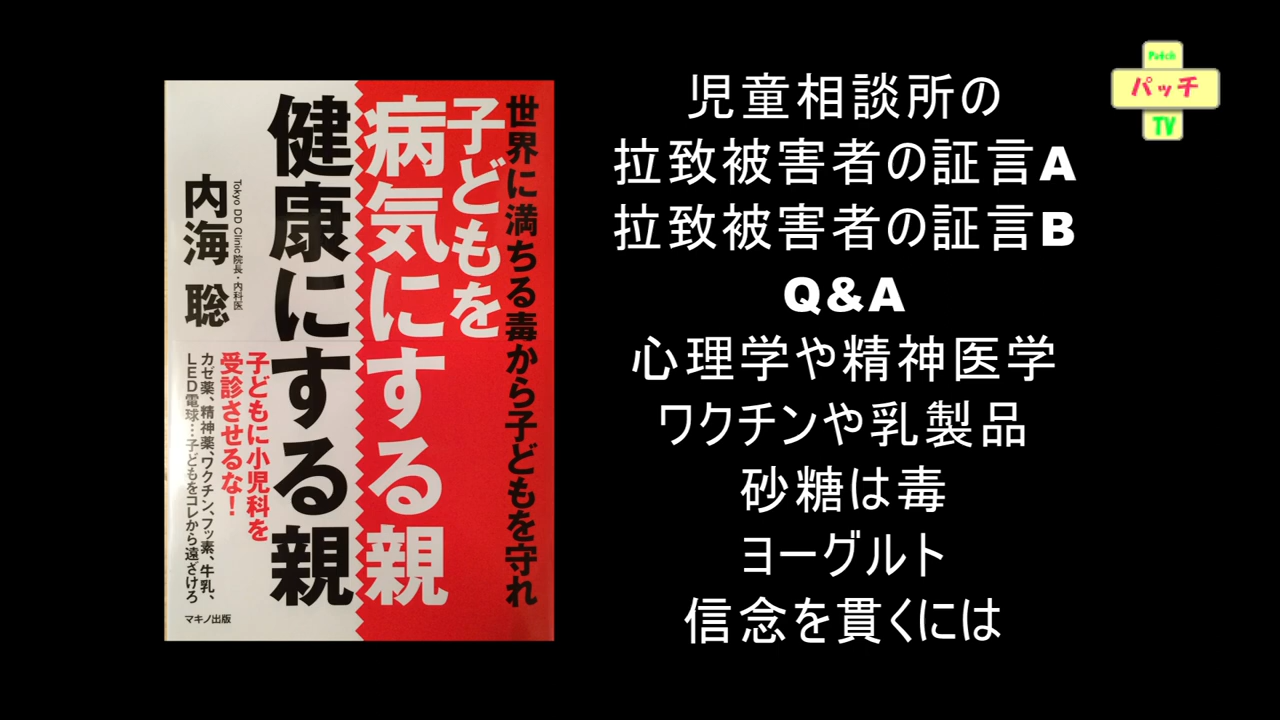 世界に満ちる毒から子どもを守れ
子どもを
病気にする親
健康にする親
Tokyo DD Clinic院長・内科医
内海 聡
子どもに小児科を
受診させるな！
カゼ薬、精神薬、ワクチン、フッ素、牛乳、
LED電球…子どもをコレから遠ざけろ
マキノ出版
児童相談所の
拉致被害者の証言A
拉致被害者の証言B
Q&A
心理学や精神医学
ワクチンや乳製品
砂糖は毒
ヨーグルト
信念を貫くには
Patch
パッチ
TV